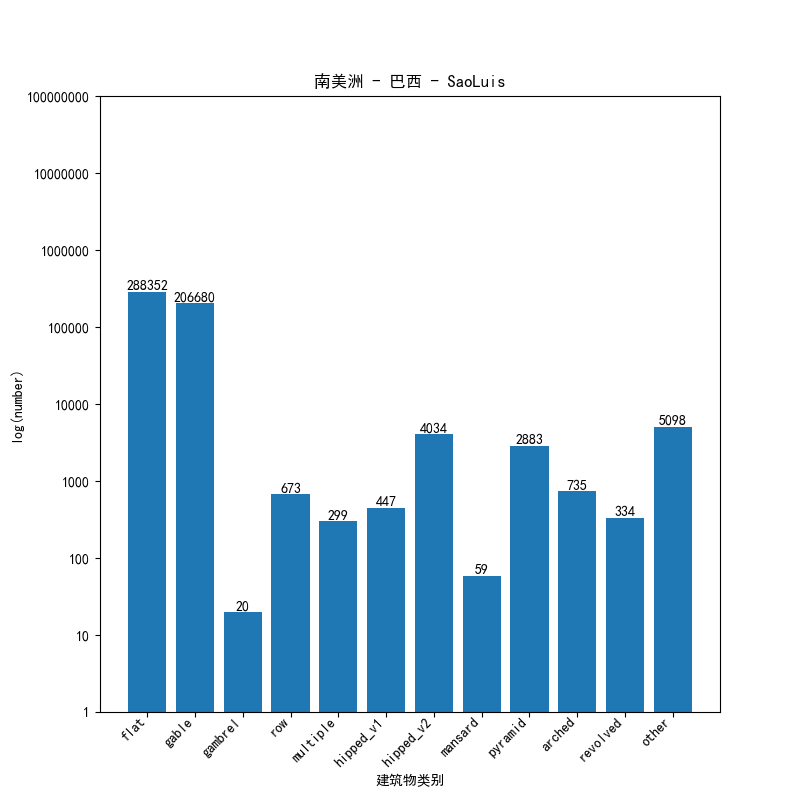 南美洲 - 巴西 - SaoLuis
100000000
10000000
1000000
100000
10000
1000
100
10
1
log(number)
288352
206680
20
673
299
447
4034
59
2883
735
334
5098
flat
gable
gambrel
row
multiple
hipped_v1
hipped_v2
mansard
pyramid
arched
revolved
other
建筑物类别